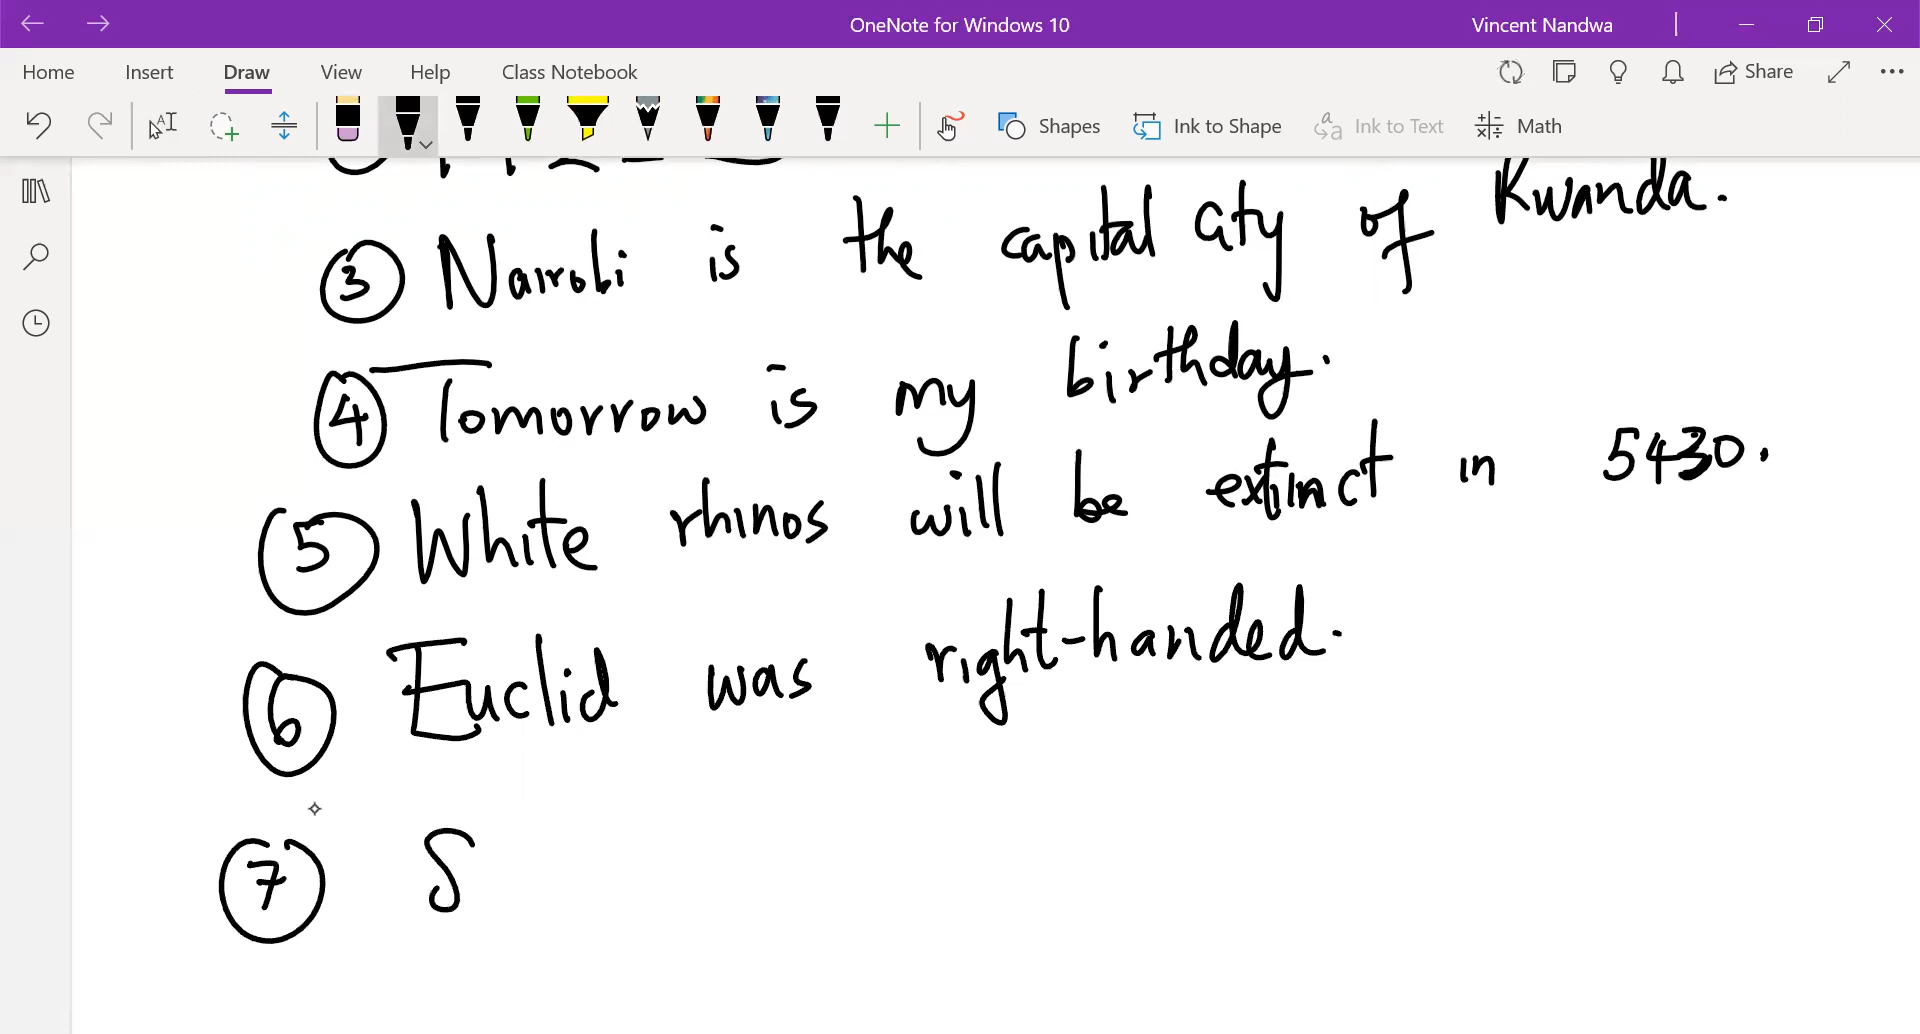 OneNote for Windows 10 Vincent Nandwa
Home Insert Draw View Help Class Notebook Share
Shapes Ink to Shape Ink to Text Math
③ Nairobi is the capital city of Rwanda.
④ Tomorrow is my birthday.
⑤ White rhinos will be extinct in 5430.
⑥ Euclid was right-handed.
⑦ S